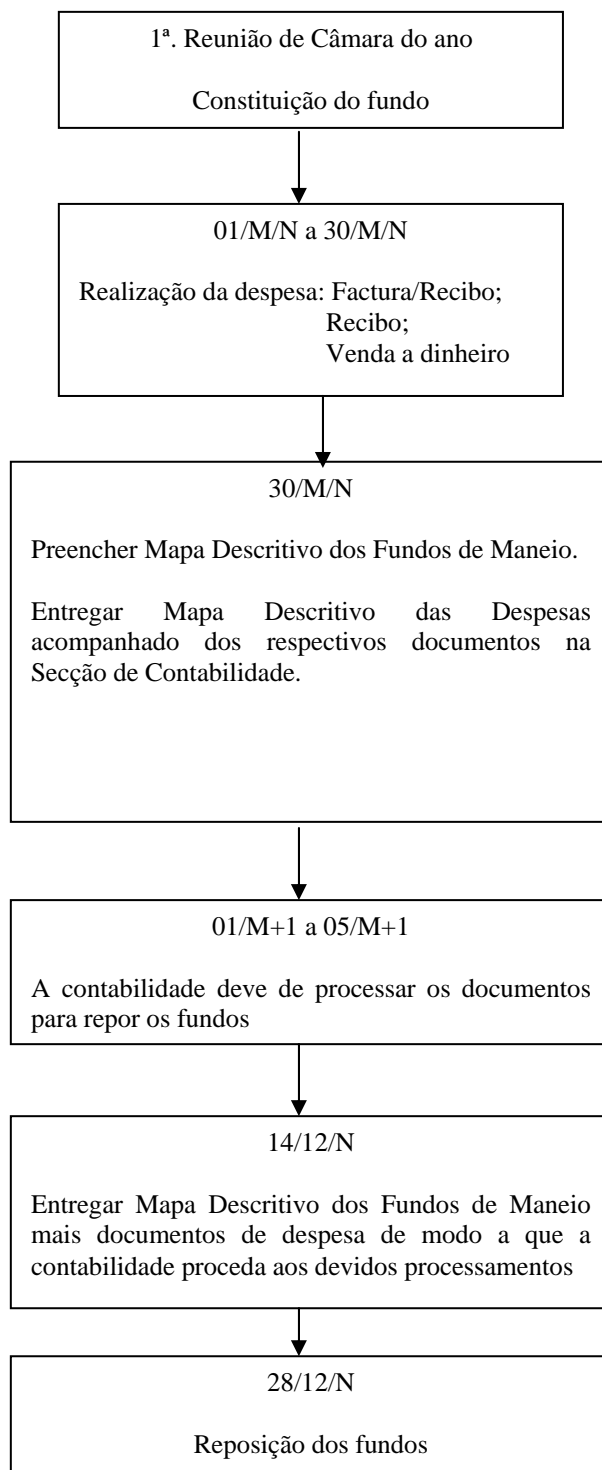 1ª. Reunião de Câmara do ano
Constituição do fundo
01/M/N a 30/M/N
Realização da despesa: Factura/Recibo;
Recibo;
Venda a dinheiro
30/M/N
Preencher Mapa Descritivo dos Fundos de Maneio.
Entregar Mapa Descritivo das Despesas
acompanhado dos respectivos documentos na
Secção de Contabilidade.
01/M+1 a 05/M+1
A contabilidade deve de processar os documentos
para repor os fundos
14/12/N
Entregar Mapa Descritivo dos Fundos de Maneio
mais documentos de despesa de modo a que a
contabilidade proceda aos devidos processamentos
28/12/N
Reposição dos fundos